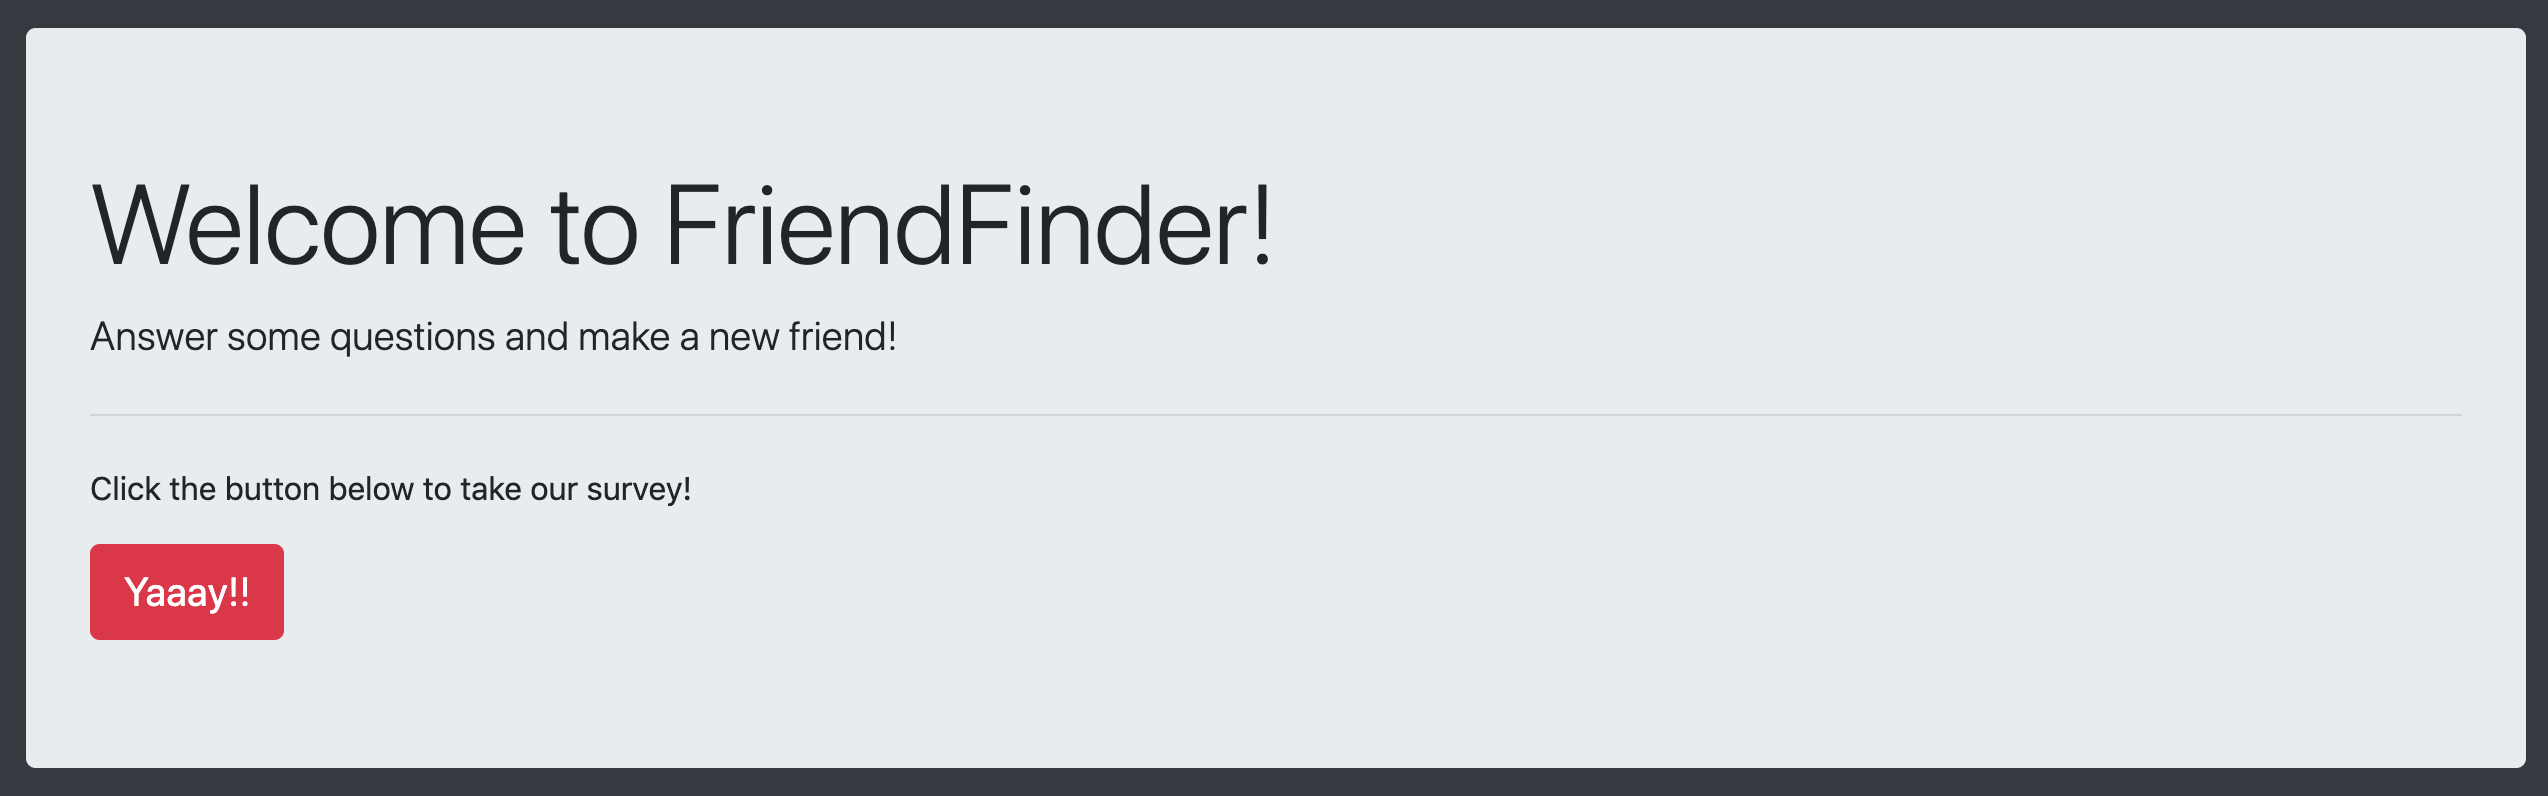 Welcome to FriendFinder!
Answer some questions and make a new friend!
Click the button below to take our survey!
Yaaay!!